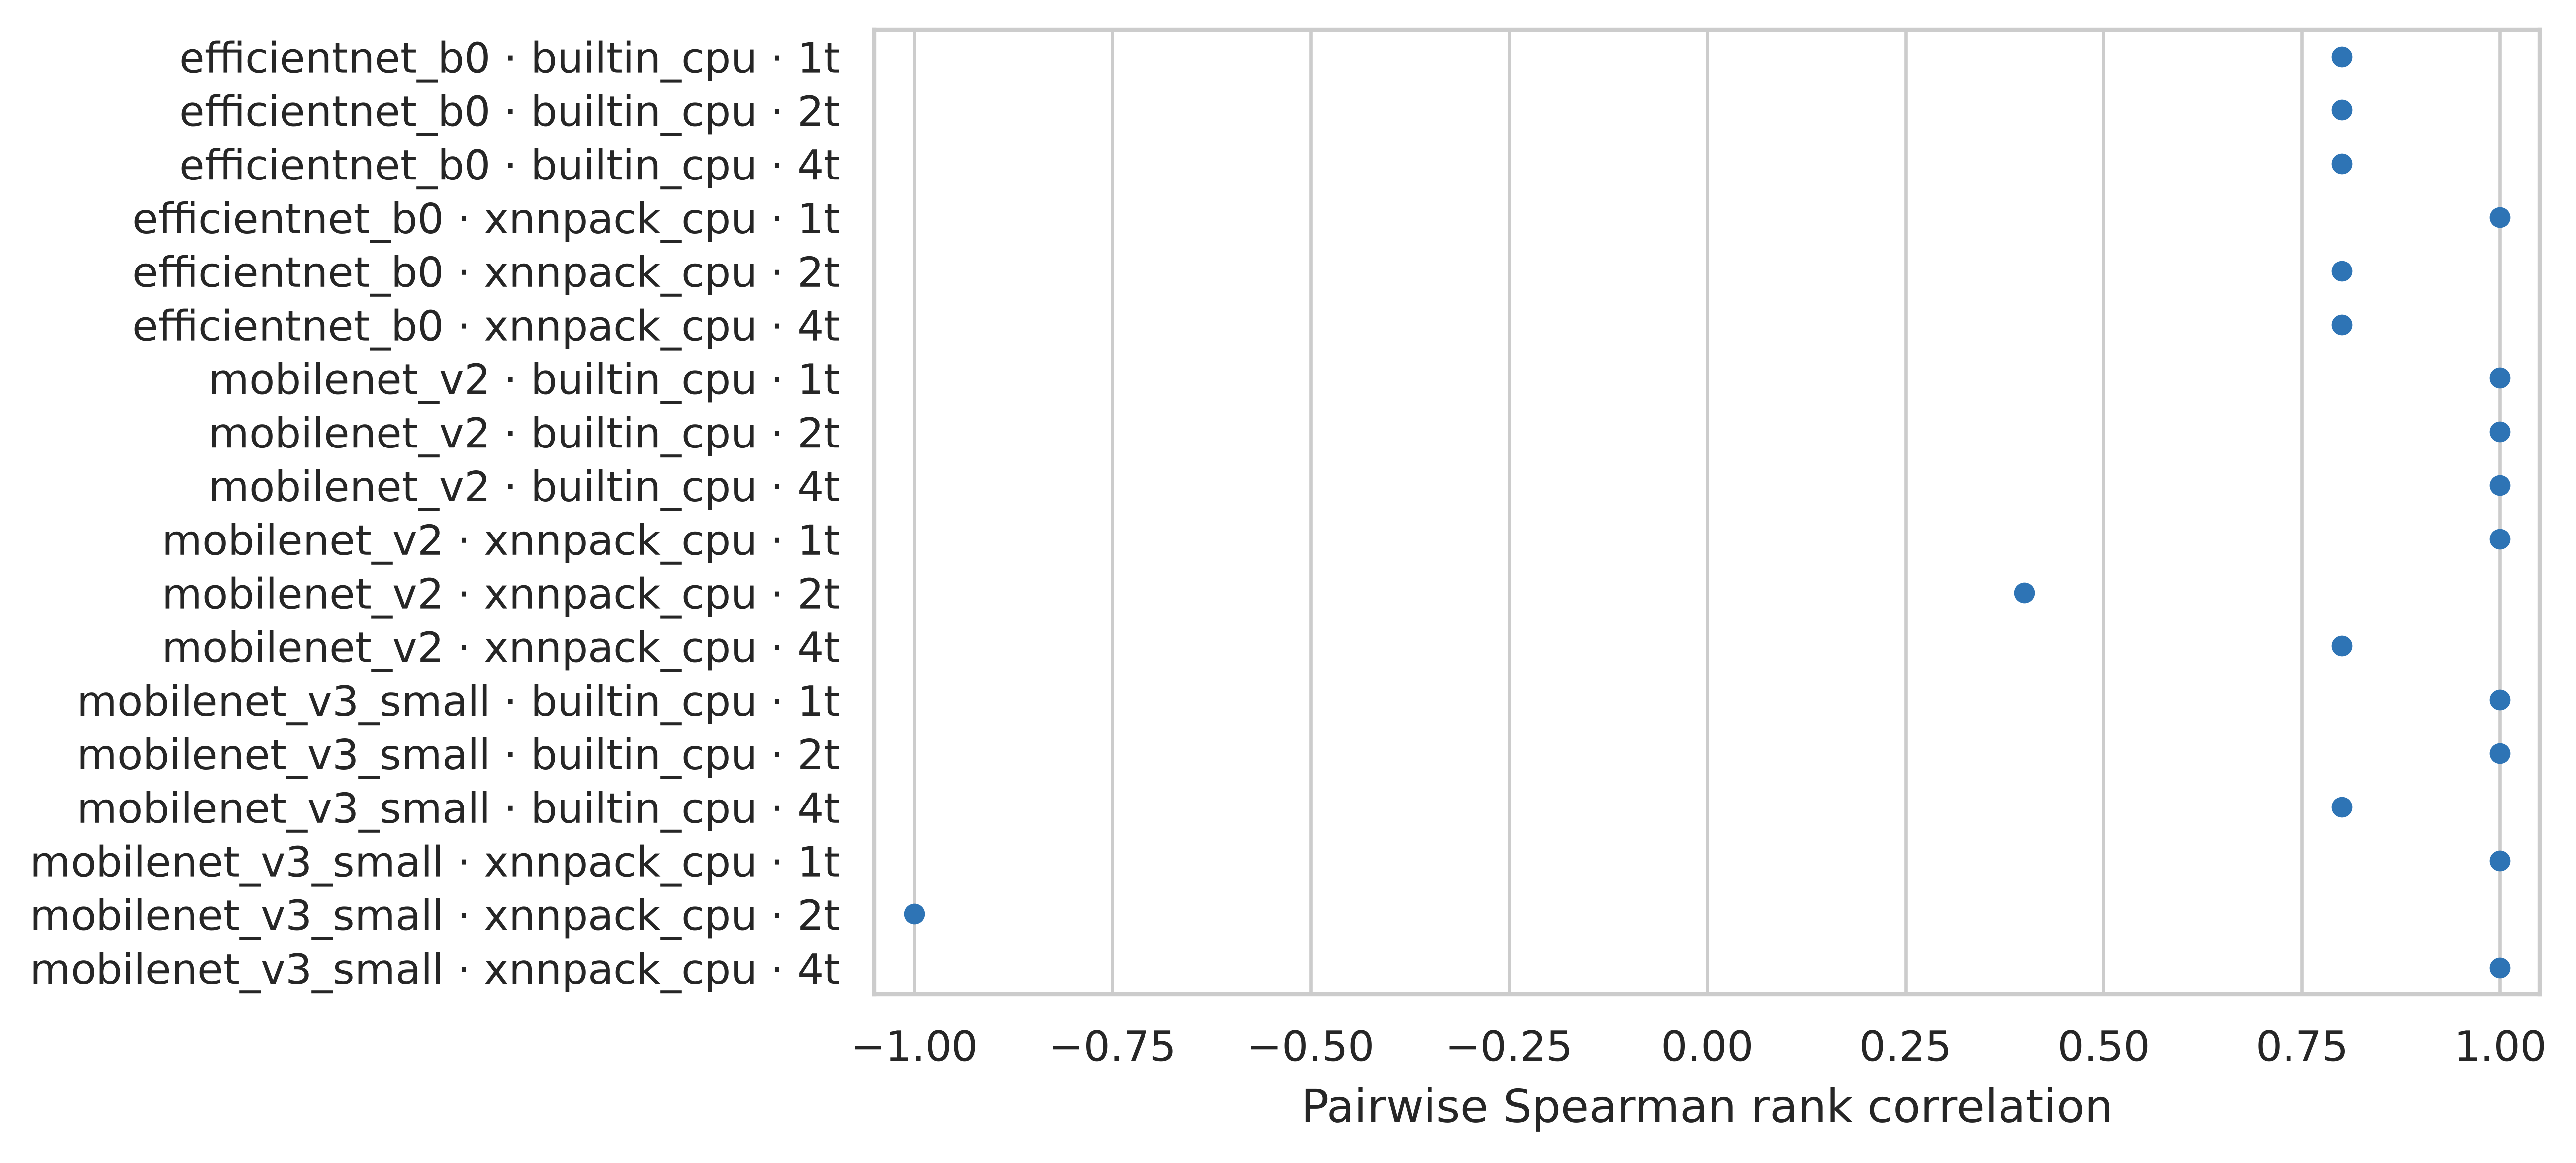 efficientnet_b0 · builtin_cpu · 1t
efficientnet_b0 · builtin_cpu · 2t
efficientnet_b0 · builtin_cpu · 4t
efficientnet_b0 · xnnpack_cpu · 1t
efficientnet_b0 · xnnpack_cpu · 2t
efficientnet_b0 · xnnpack_cpu · 4t
mobilenet_v2 · builtin_cpu · 1t
mobilenet_v2 · builtin_cpu · 2t
mobilenet_v2 · builtin_cpu · 4t
mobilenet_v2 · xnnpack_cpu · 1t
mobilenet_v2 · xnnpack_cpu · 2t
mobilenet_v2 · xnnpack_cpu · 4t
mobilenet_v3_small · builtin_cpu · 1t
mobilenet_v3_small · builtin_cpu · 2t
mobilenet_v3_small · builtin_cpu · 4t
mobilenet_v3_small · xnnpack_cpu · 1t
mobilenet_v3_small · xnnpack_cpu · 2t
mobilenet_v3_small · xnnpack_cpu · 4t
−1.00 −0.75 −0.50 −0.25 0.00 0.25 0.50 0.75 1.00
Pairwise Spearman rank correlation